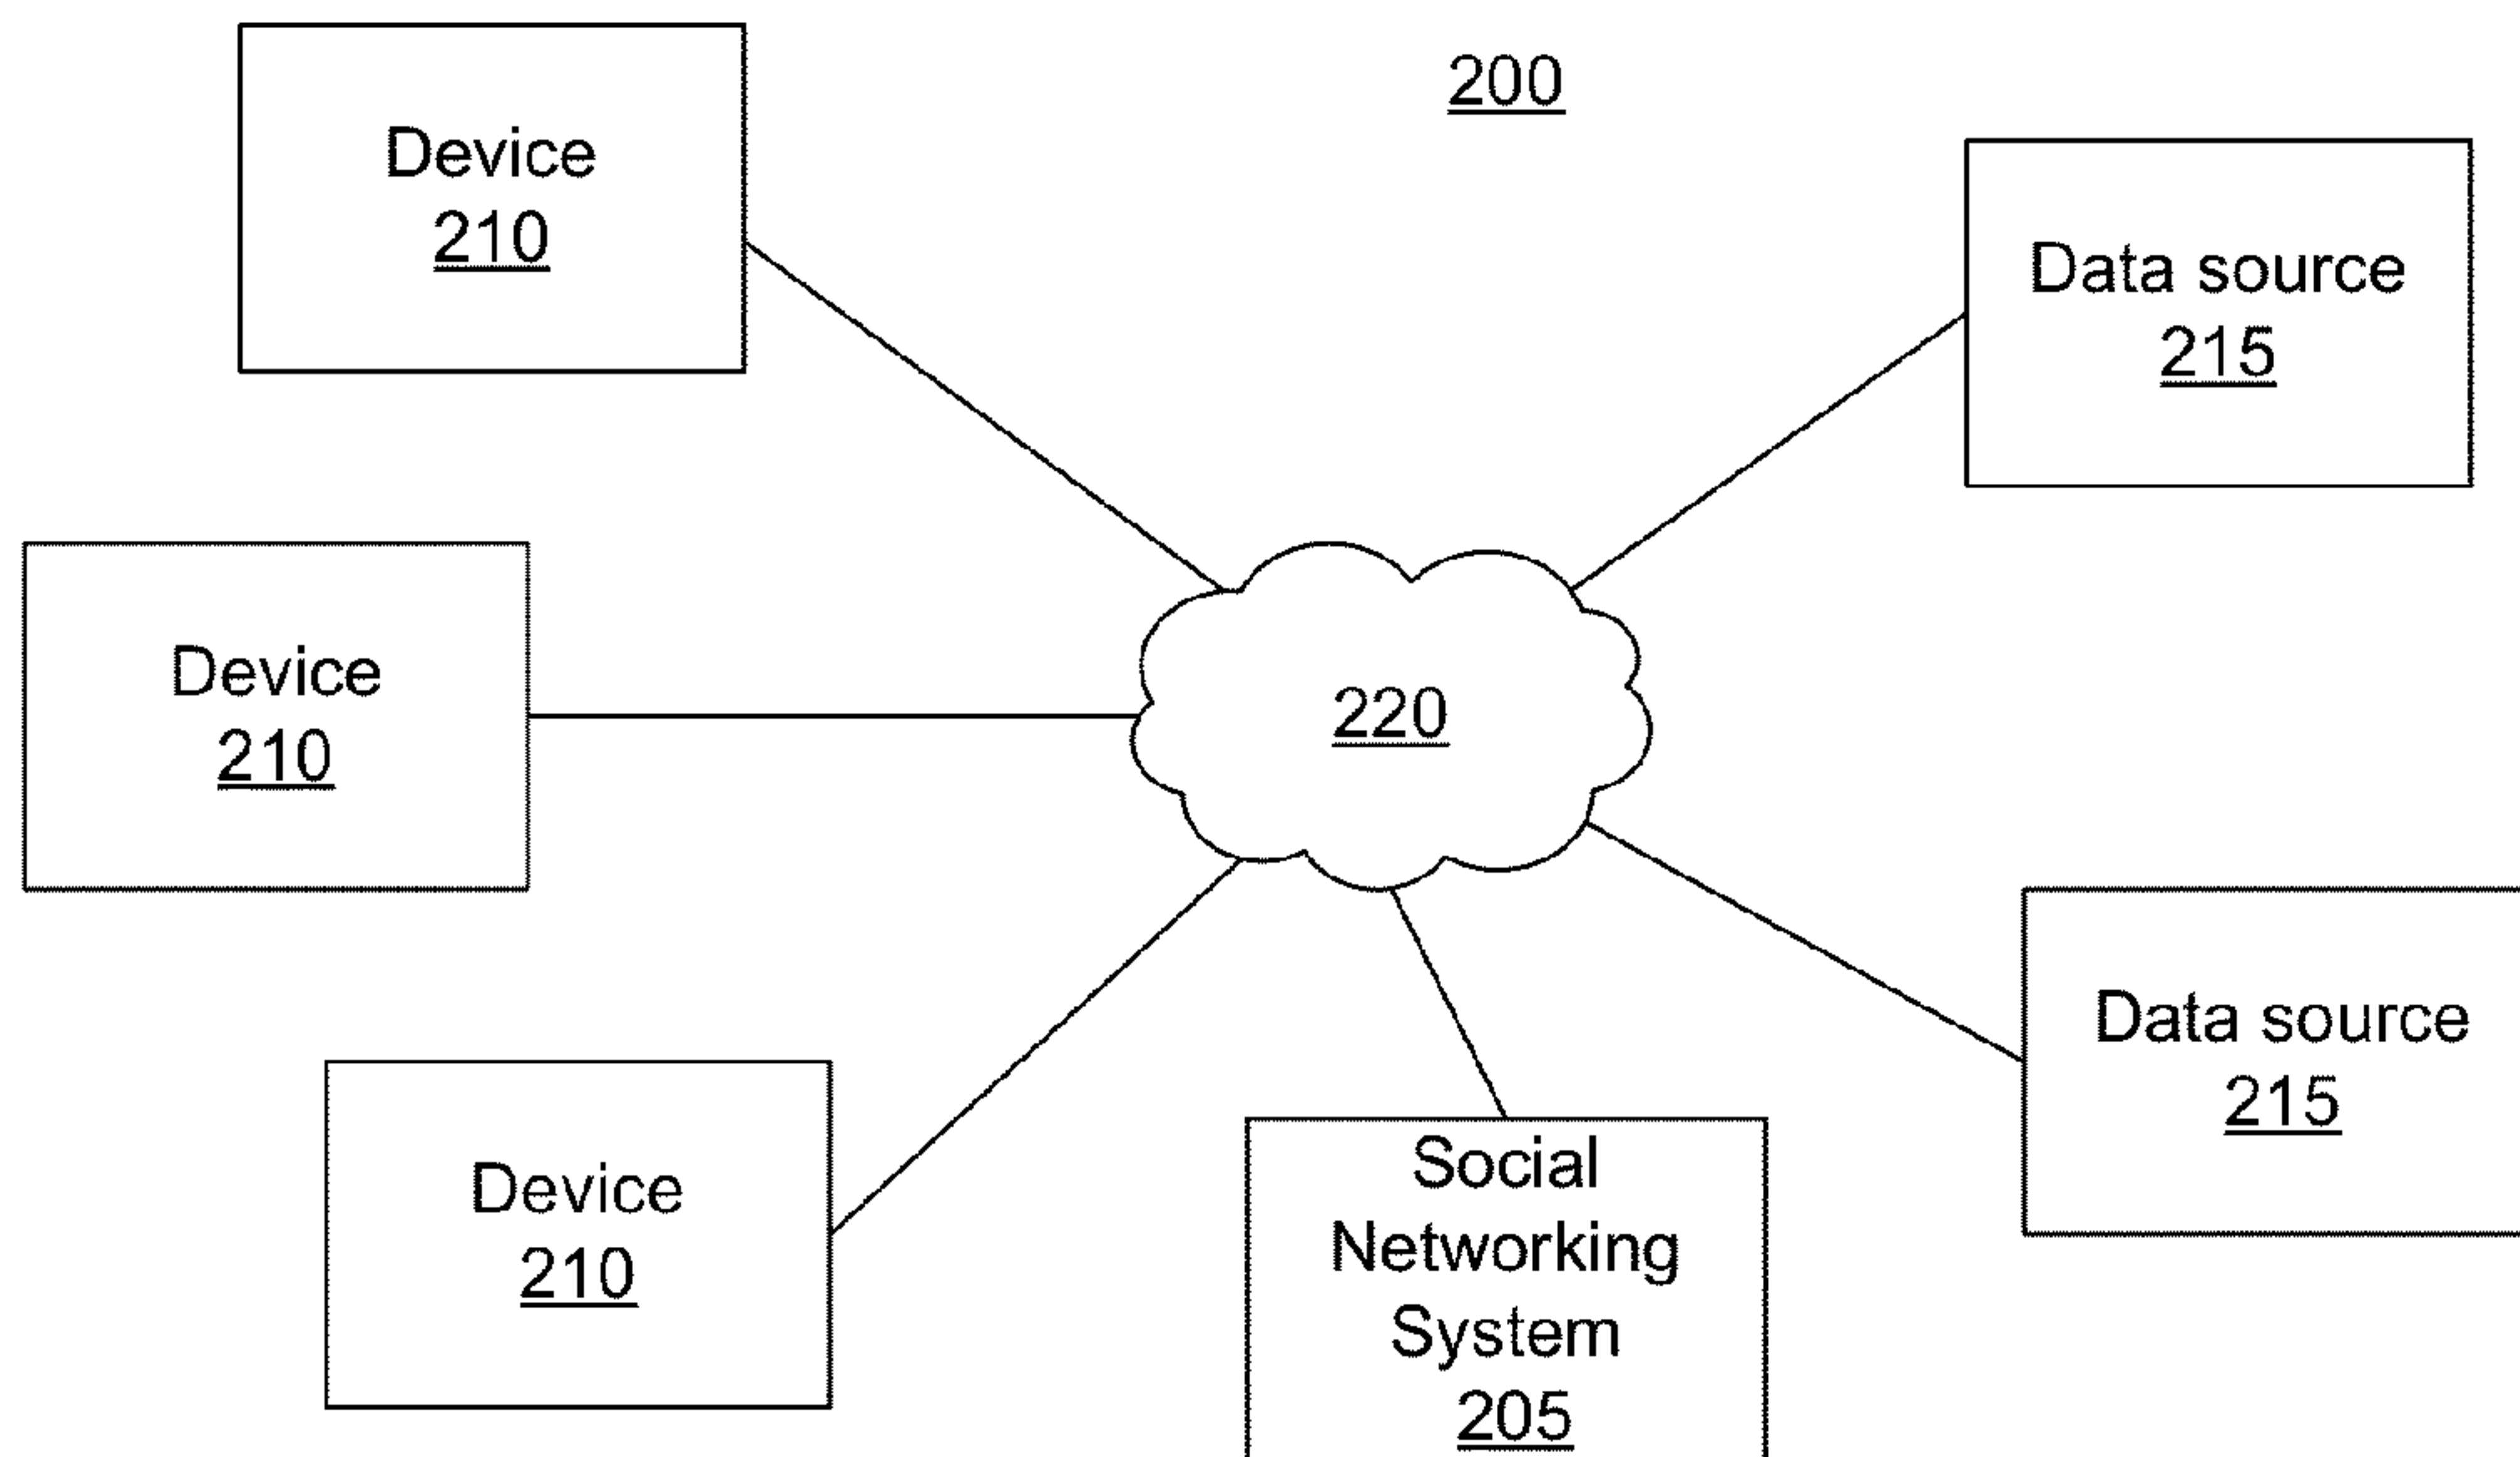 200
Device
210
Data source
215
Device
210
220
Data source
215
Device
210
Social
Networking
System
205